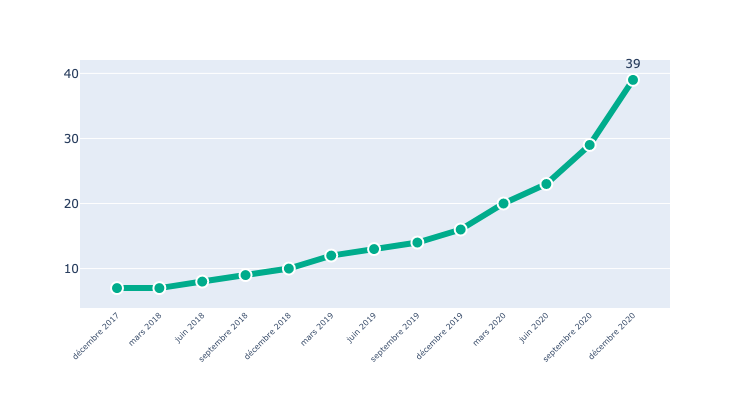 39
40
30
20
10
décembre 2017
mars 2018
juin 2018
septembre 2018
décembre 2018
mars 2019
juin 2019
septembre 2019
décembre 2019
mars 2020
juin 2020
septembre 2020
décembre 2020